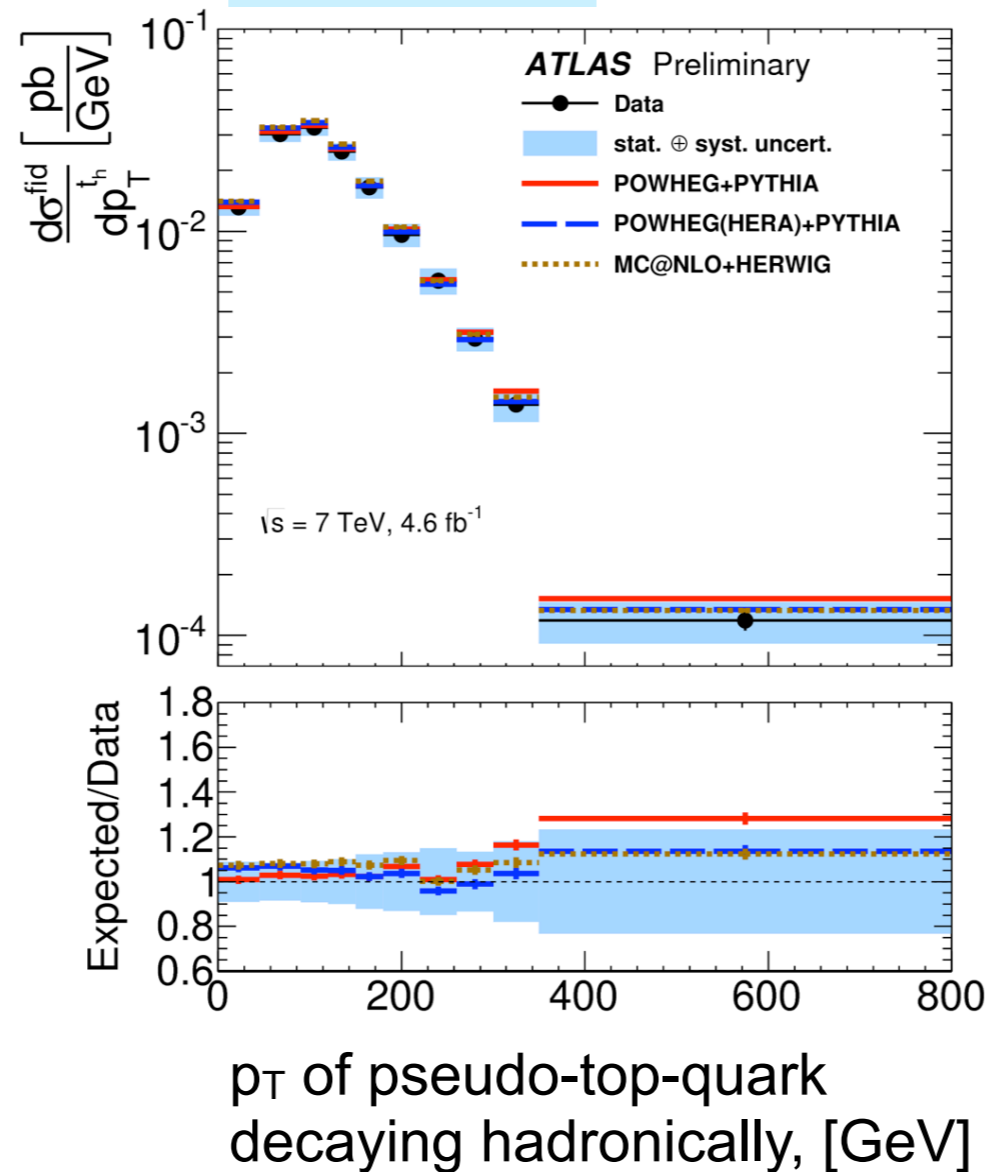 dσ^fid / dp_T^t_h [pb / GeV]
10^-1
10^-2
10^-3
10^-4
ATLAS Preliminary
Data
stat. ⊕ syst. uncert.
POWHEG+PYTHIA
POWHEG(HERA)+PYTHIA
MC@NLO+HERWIG
√s = 7 TeV, 4.6 fb^-1
Expected/Data
1.8
1.6
1.4
1.2
1
0.8
0.6
0 200 400 600 800
pT of pseudo-top-quark
decaying hadronically, [GeV]